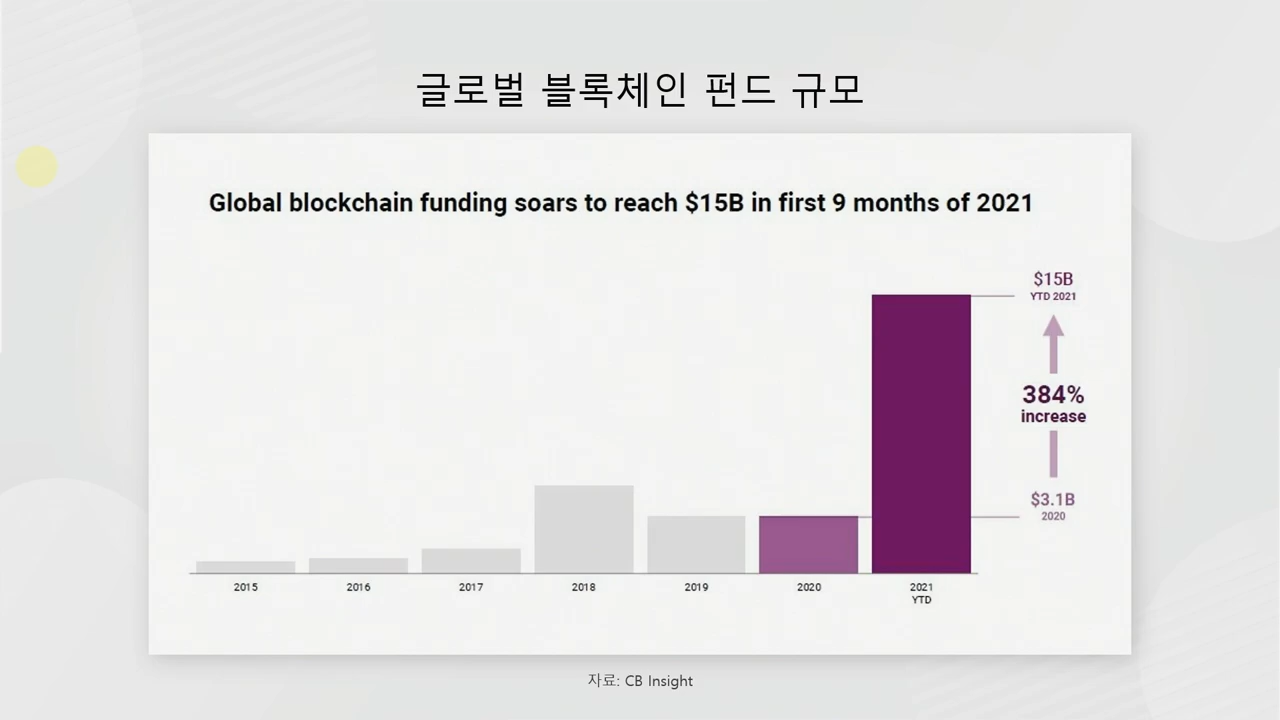 글로벌 블록체인 펀드 규모
Global blockchain funding soars to reach $15B in first 9 months of 2021
$15B
YTD 2021
384%
increase
$3.1B
2020
2015
2016
2017
2018
2019
2020
2021
YTD
자료: CB Insight